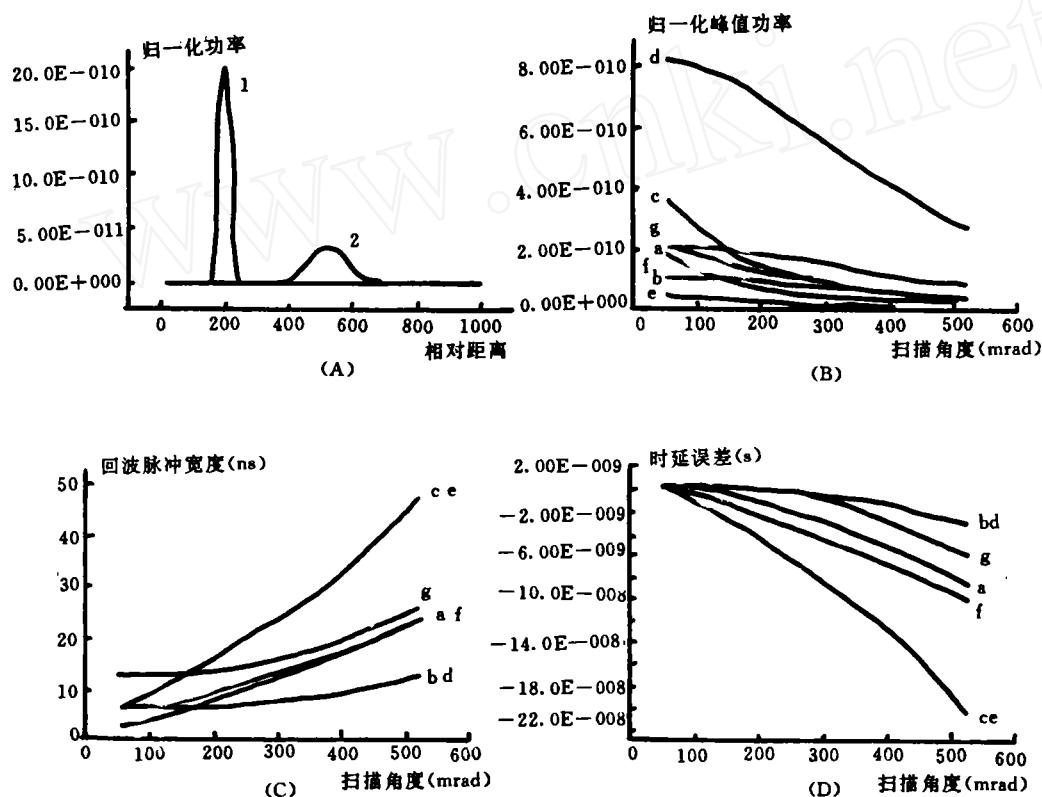 归一化功率
20.0E-010
15.0E-010
10.0E-010
5.00E-011
0.00E+000
1
2
0 200 400 600 800 1000
相对距离
(A)
归一化峰值功率
8.00E-010
6.00E-010
4.00E-010
2.00E-010
0.00E+000
d
c
g
a
f
b
e
0 100 200 300 400 500 600
扫描角度(mrad)
(B)
回波脉冲宽度(ns)
50
40
30
20
10
0
c e
g
a f
b d
0 100 200 300 400 500 600
扫描角度(mrad)
(C)
时延误差(s)
2.00E-009
-2.00E-009
-6.00E-009
-10.0E-008
-14.0E-008
-18.0E-008
-22.0E-008
bd
g
a
f
ce
0 100 200 300 400 500 600
扫描角度(mrad)
(D)
www.cnki.net